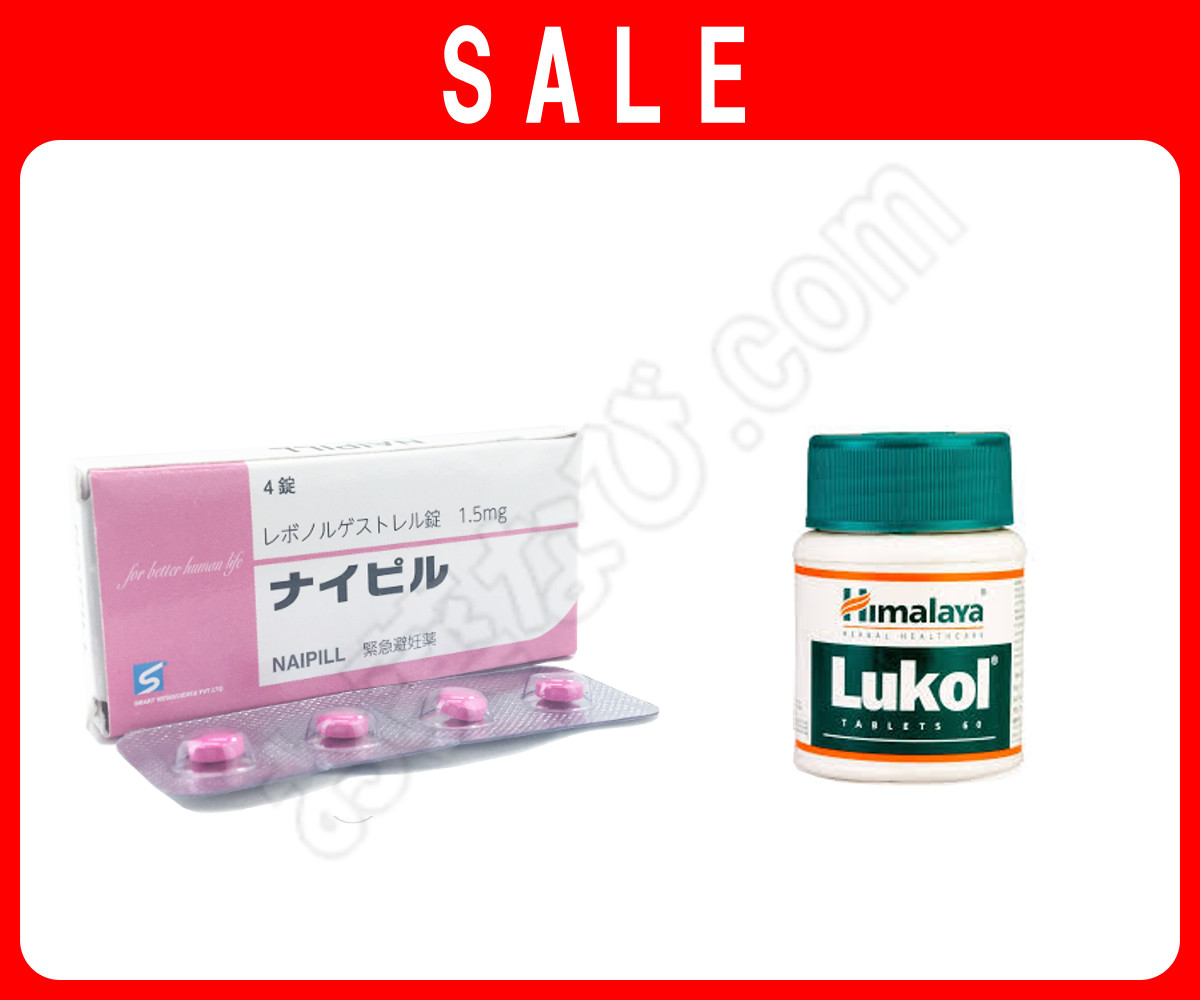 SALE
NAIPILL
4錠
レボノルゲストレル錠 1.5mg
for better human life
ナイピル
NAIPILL 緊急避妊薬
Himalaya
HERBAL HEALTHCARE
Lukol®
TABLETS 60